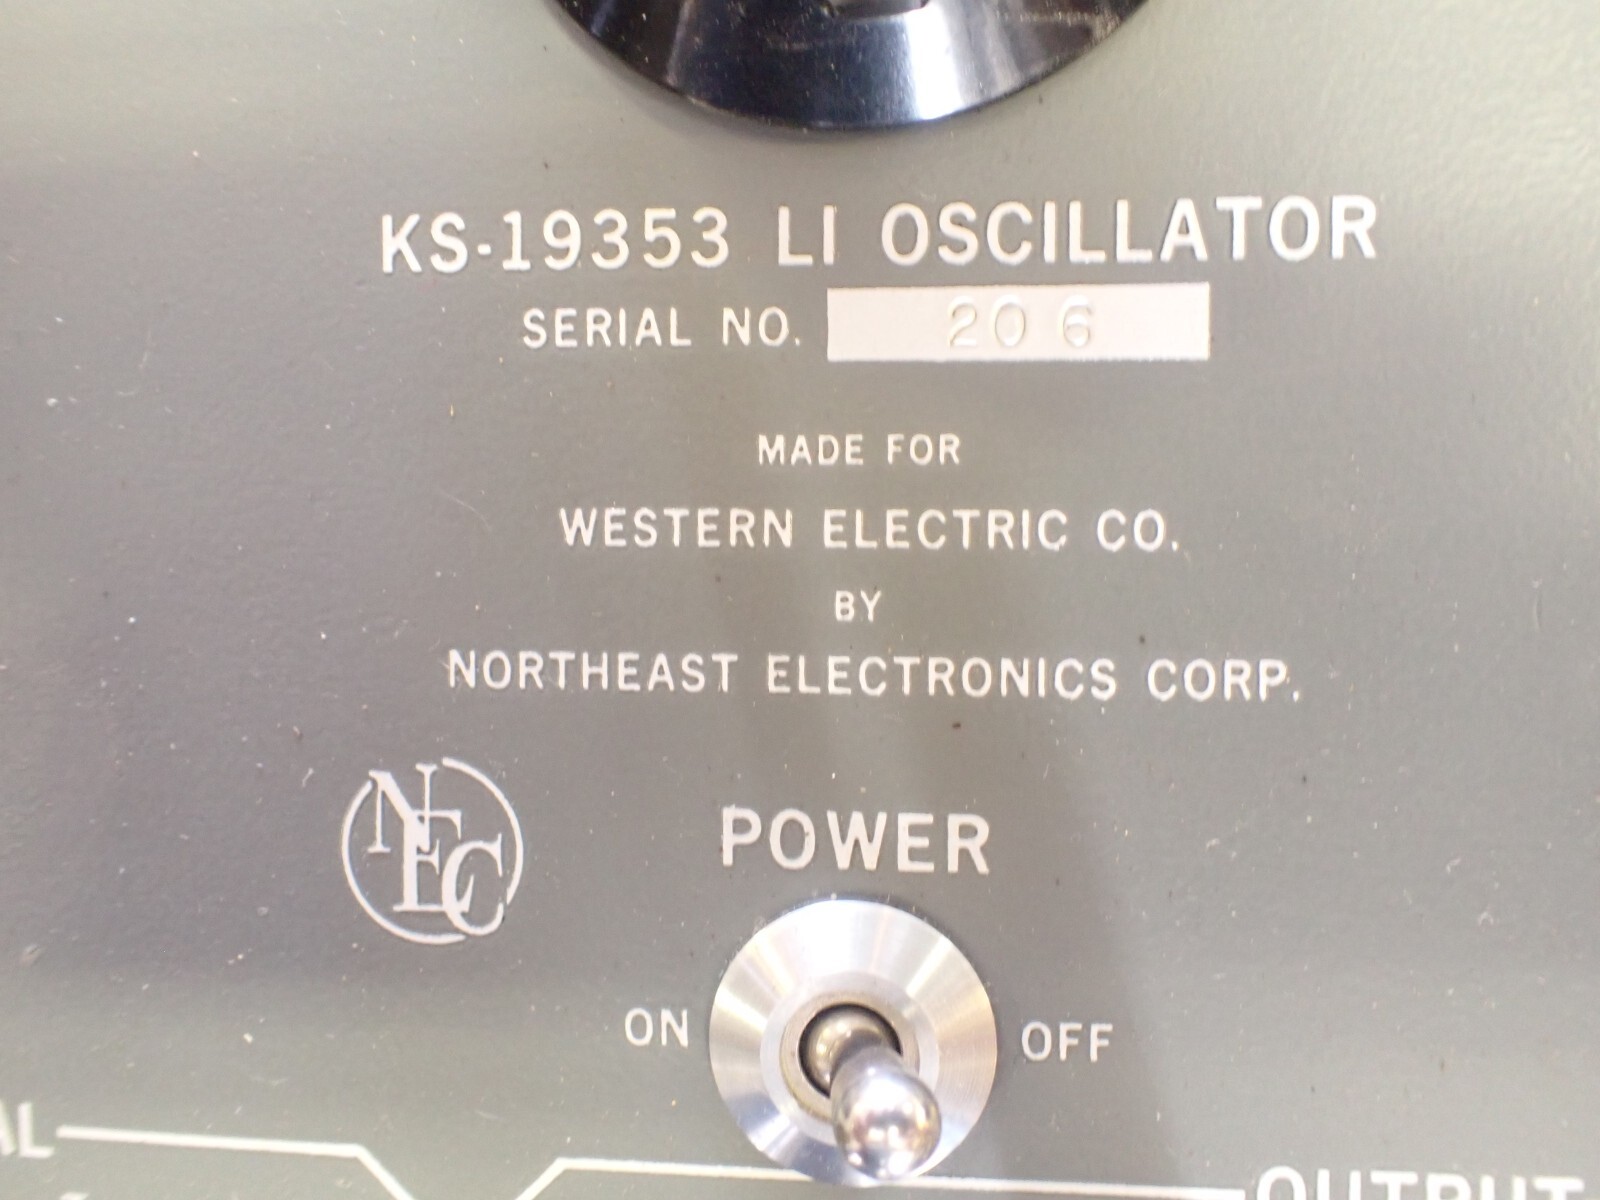 KS-19353 LI OSCILLATOR
SERIAL NO. 206
MADE FOR
WESTERN ELECTRIC CO.
BY
NORTHEAST ELECTRONICS CORP.
NEC
POWER
ON OFF
OUTPUT